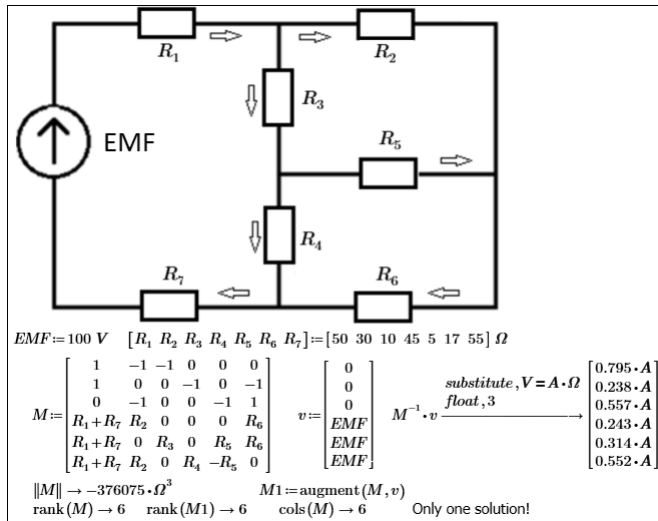 R₁
R₂
R₃
EMF
R₅
R₄
R₇
R₆
EMF:=100 V [R₁ R₂ R₃ R₄ R₅ R₆ R₇]:=[50 30 10 45 5 17 55] Ω
M:=
1 -1 -1 0 0 0
1 0 0 -1 0 -1
0 -1 0 0 -1 1
R₁+R₇ R₂ 0 0 0 R₆
R₁+R₇ 0 R₃ 0 R₅ R₆
R₁+R₇ R₂ 0 R₄ -R₅ 0
v:=
0
0
0
EMF
EMF
EMF
M⁻¹·v
substitute, V=A·Ω
float, 3
0.795·A
0.238·A
0.557·A
0.243·A
0.314·A
0.552·A
‖M‖ → -376075·Ω³ M1:=augment(M, v)
rank(M) → 6 rank(M1) → 6 cols(M) → 6 Only one solution!